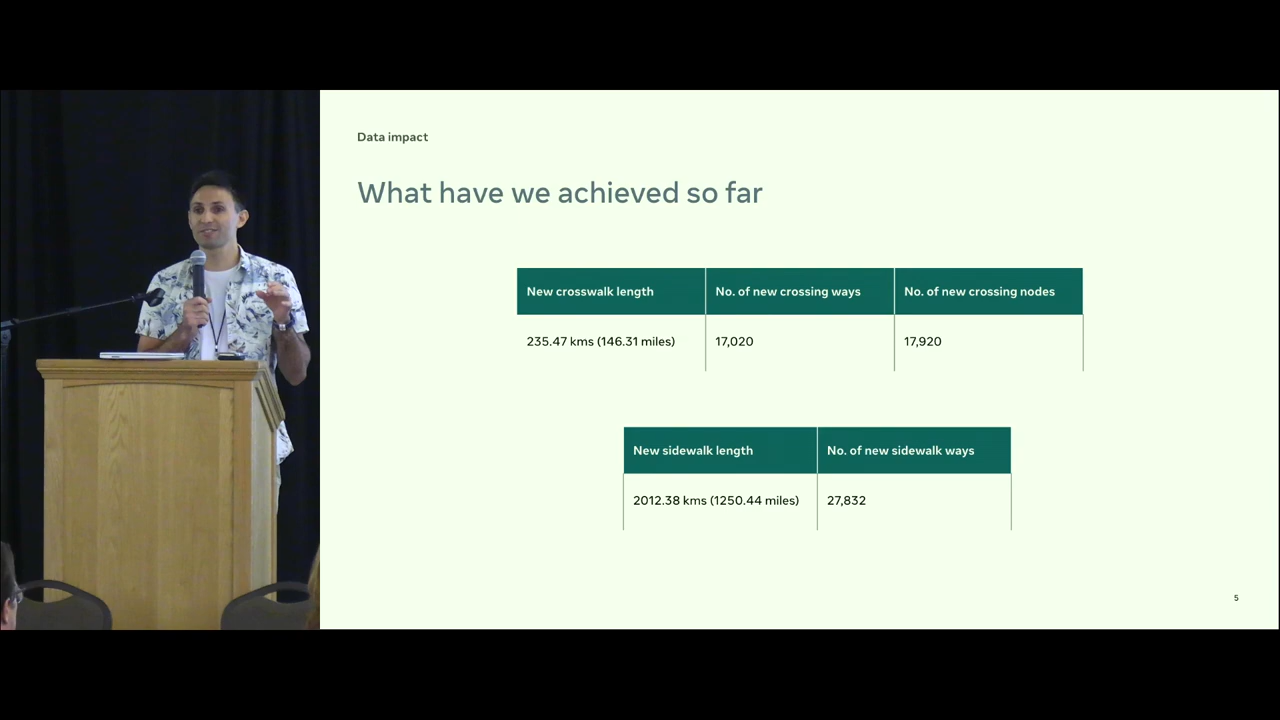 Data impact
What have we achieved so far
New crosswalk length No. of new crossing ways No. of new crossing nodes
235.47 kms (146.31 miles) 17,020 17,920
New sidewalk length No. of new sidewalk ways
2012.38 kms (1250.44 miles) 27,832
5